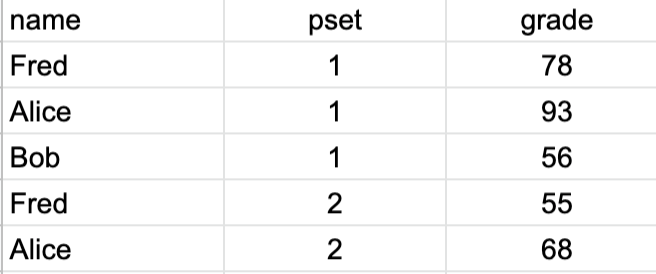 name pset grade
Fred 1 78
Alice 1 93
Bob 1 56
Fred 2 55
Alice 2 68